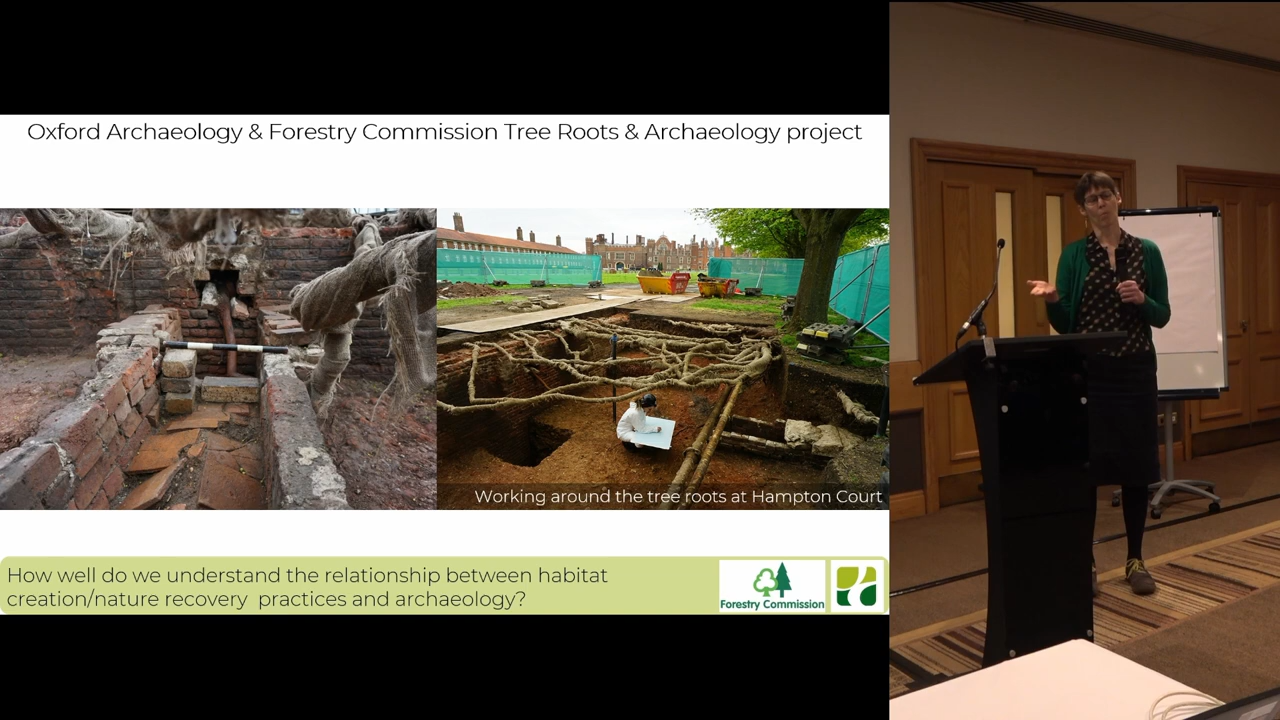 Oxford Archaeology & Forestry Commission Tree Roots & Archaeology project
Working around the tree roots at Hampton Court
How well do we understand the relationship between habitat
creation/nature recovery  practices and archaeology?
Forestry Commission